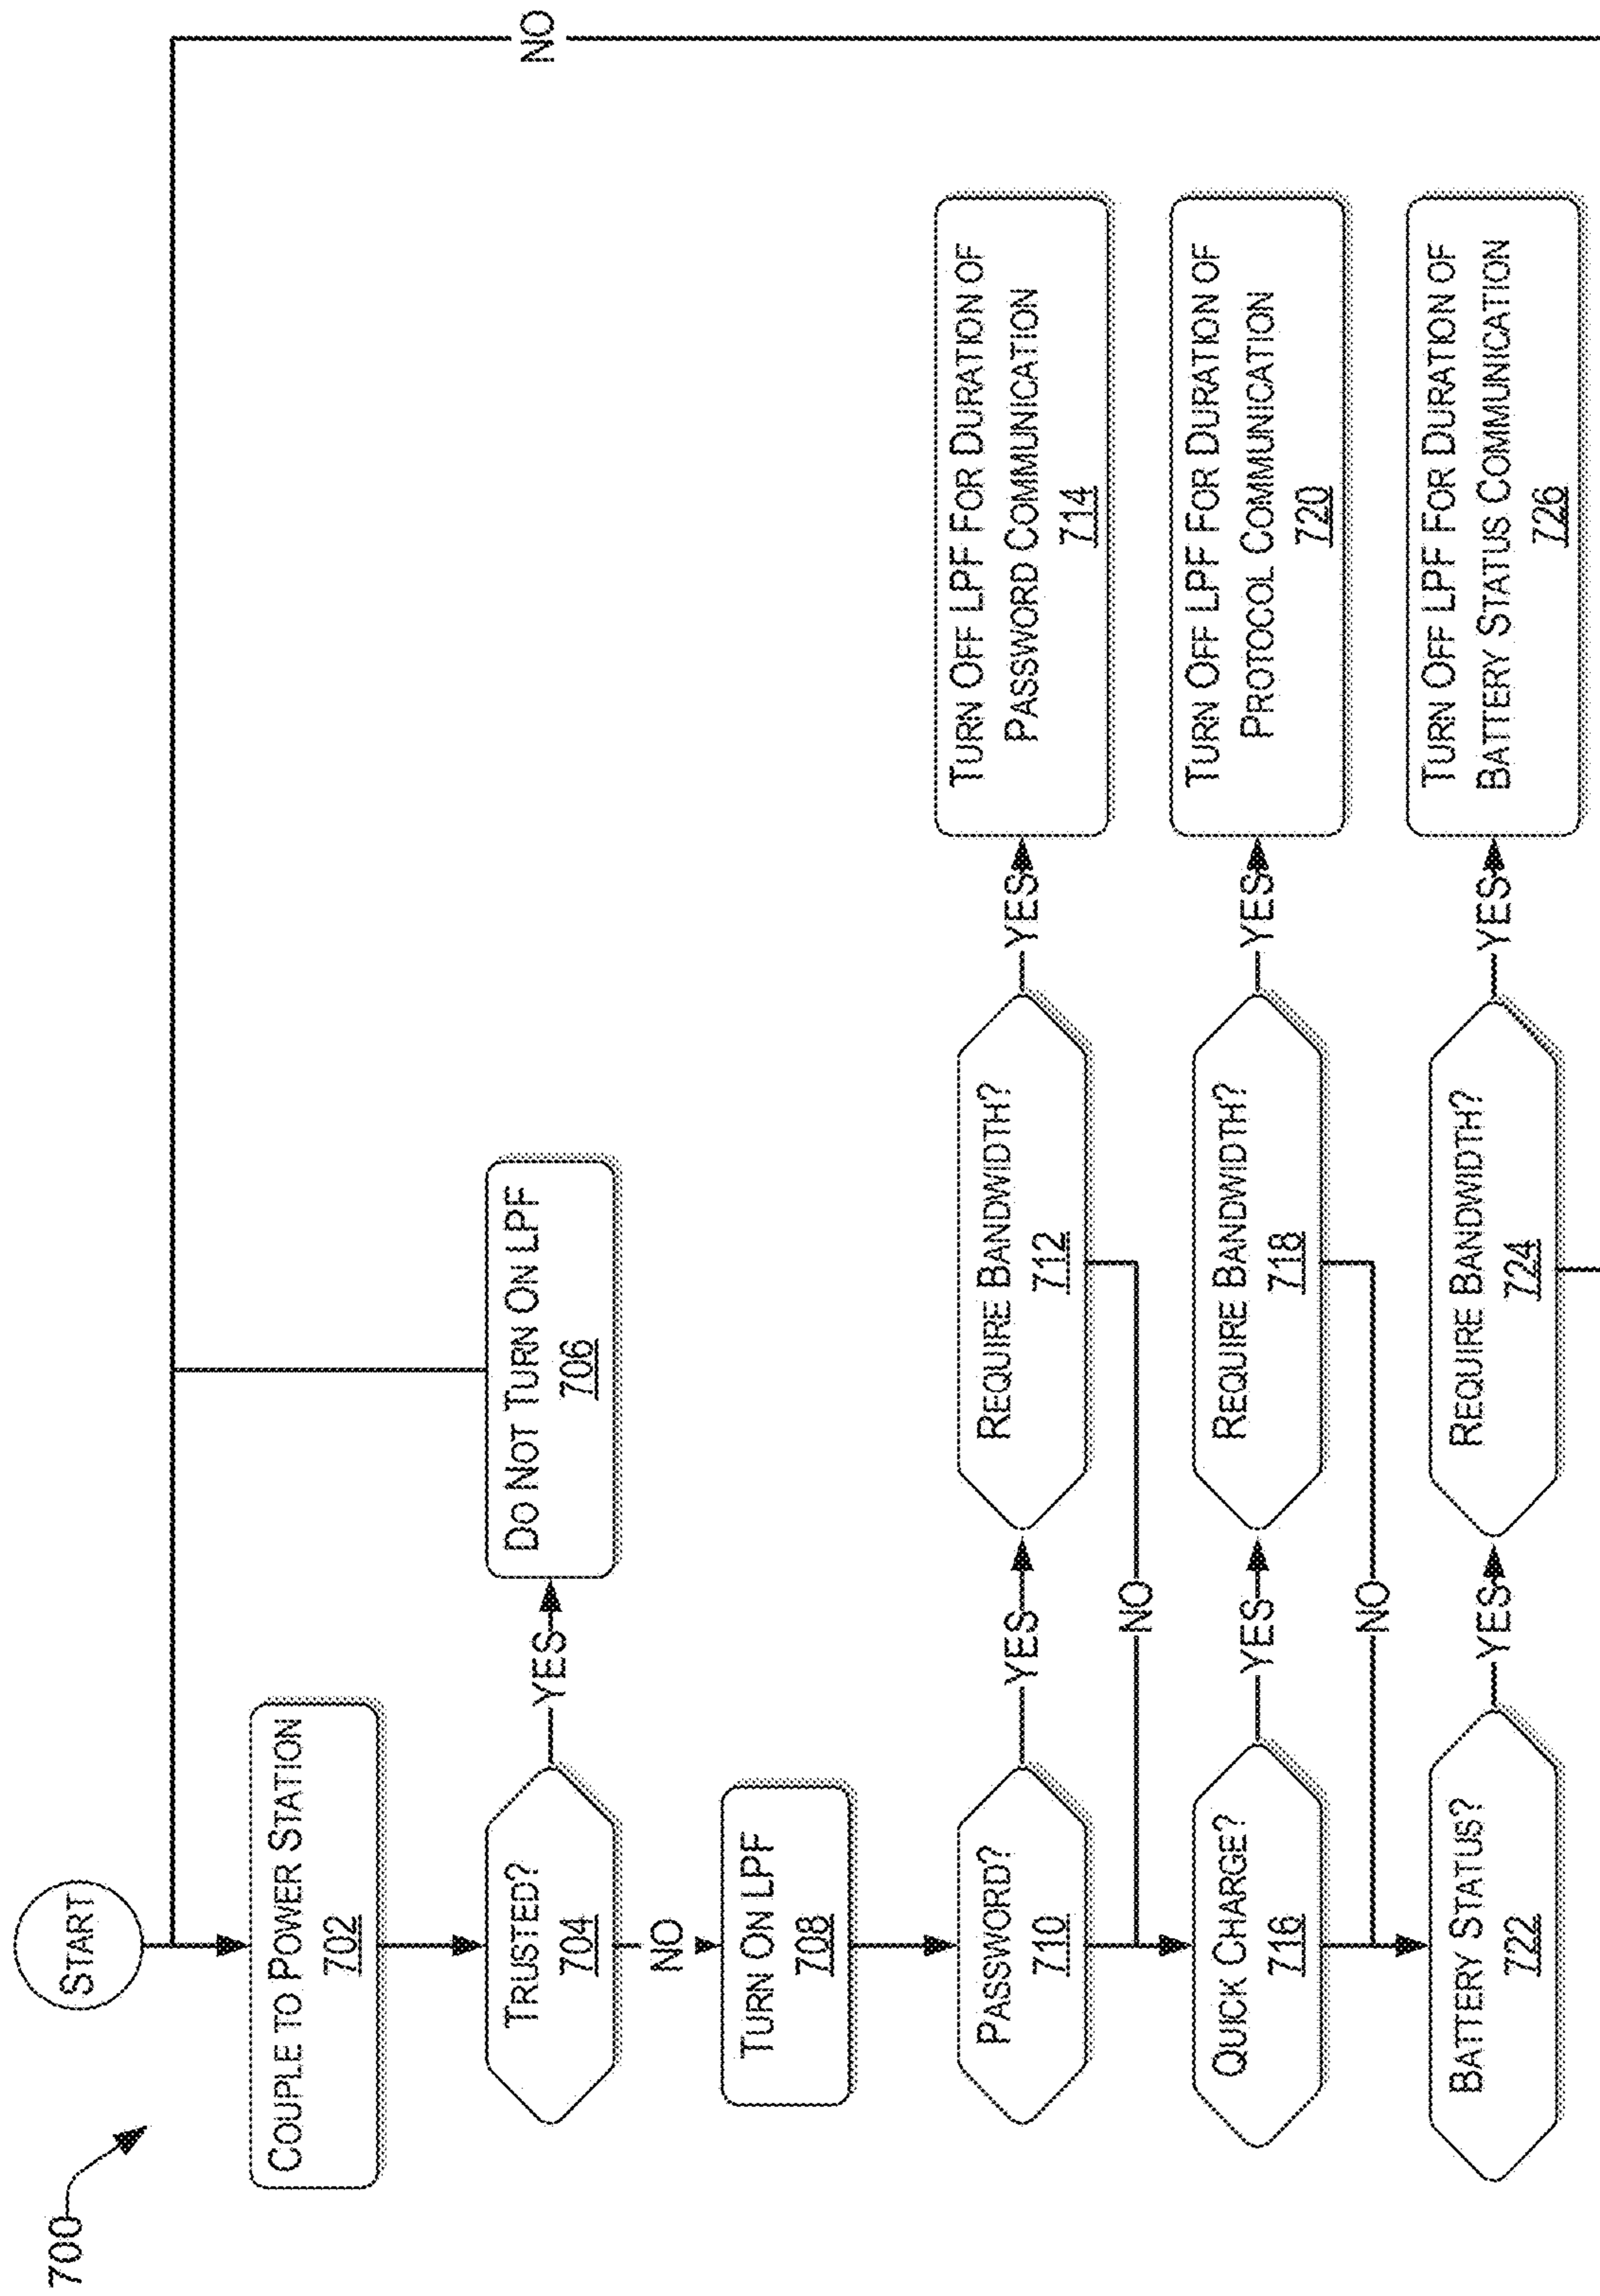 700
START
NO
COUPLE TO POWER STATION
702
TRUSTED?
704
YES
DO NOT TURN ON LPF
706
NO
TURN ON LPF
708
PASSWORD?
710
YES
REQUIRE BANDWIDTH?
712
YES
TURN OFF LPF FOR DURATION OF
PASSWORD COMMUNICATION
714
NO
QUICK CHARGE?
716
YES
REQUIRE BANDWIDTH?
718
YES
TURN OFF LPF FOR DURATION OF
PROTOCOL COMMUNICATION
720
NO
BATTERY STATUS?
722
YES
REQUIRE BANDWIDTH?
724
YES
TURN OFF LPF FOR DURATION OF
BATTERY STATUS COMMUNICATION
726